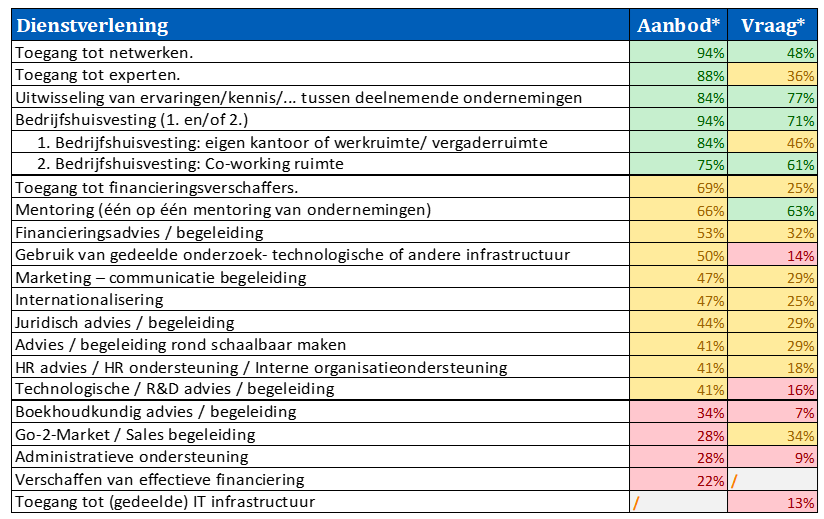 Dienstverlening Aanbod* Vraag*
Toegang tot netwerken. 94% 48%
Toegang tot experten. 88% 36%
Uitwisseling van ervaringen/kennis/... tussen deelnemende ondernemingen 84% 77%
Bedrijfshuisvesting (1. en/of 2.) 94% 71%
1. Bedrijfshuisvesting: eigen kantoor of werkruimte/ vergaderruimte 84% 46%
2. Bedrijfshuisvesting: Co-working ruimte 75% 61%
Toegang tot financieringsverschaffers. 69% 25%
Mentoring (één op één mentoring van ondernemingen) 66% 63%
Financieringsadvies / begeleiding 53% 32%
Gebruik van gedeelde onderzoek- technologische of andere infrastructuur 50% 14%
Marketing – communicatie begeleiding 47% 29%
Internationalisering 47% 25%
Juridisch advies / begeleiding 44% 29%
Advies / begeleiding rond schaalbaar maken 41% 29%
HR advies / HR ondersteuning / Interne organisatieondersteuning 41% 18%
Technologische / R&D advies / begeleiding 41% 16%
Boekhoudkundig advies / begeleiding 34% 7%
Go-2-Market / Sales begeleiding 28% 34%
Administratieve ondersteuning 28% 9%
Verschaffen van effectieve financiering 22% /
Toegang tot (gedeelde) IT infrastructuur / 13%